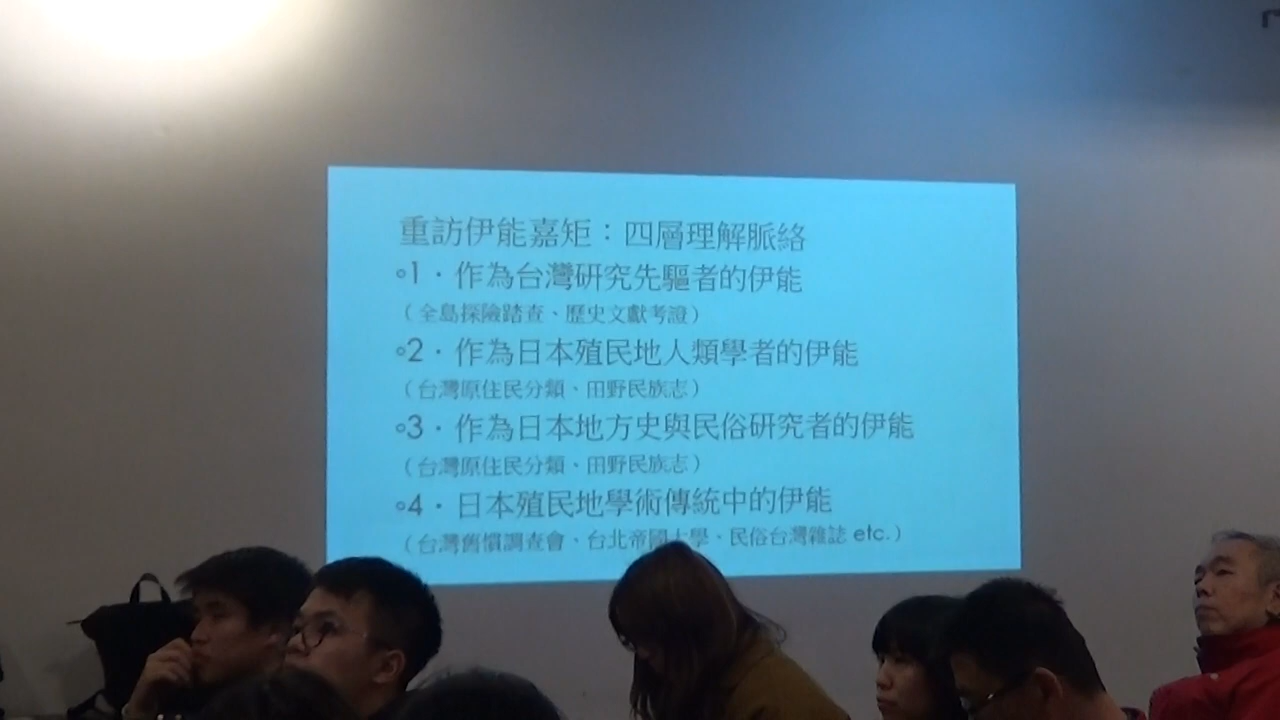 重訪伊能嘉矩：四層理解脈絡
◦1．作為台灣研究先驅者的伊能
（全島探險踏查、歷史文獻考證）
◦2．作為日本殖民地人類學者的伊能
（台灣原住民分類、田野民族志）
◦3．作為日本地方史與民俗研究者的伊能
（台灣原住民分類、田野民族志）
◦4．日本殖民地學術傳統中的伊能
（台灣舊慣調查會、台北帝國大學、民俗台灣雜誌 etc.）